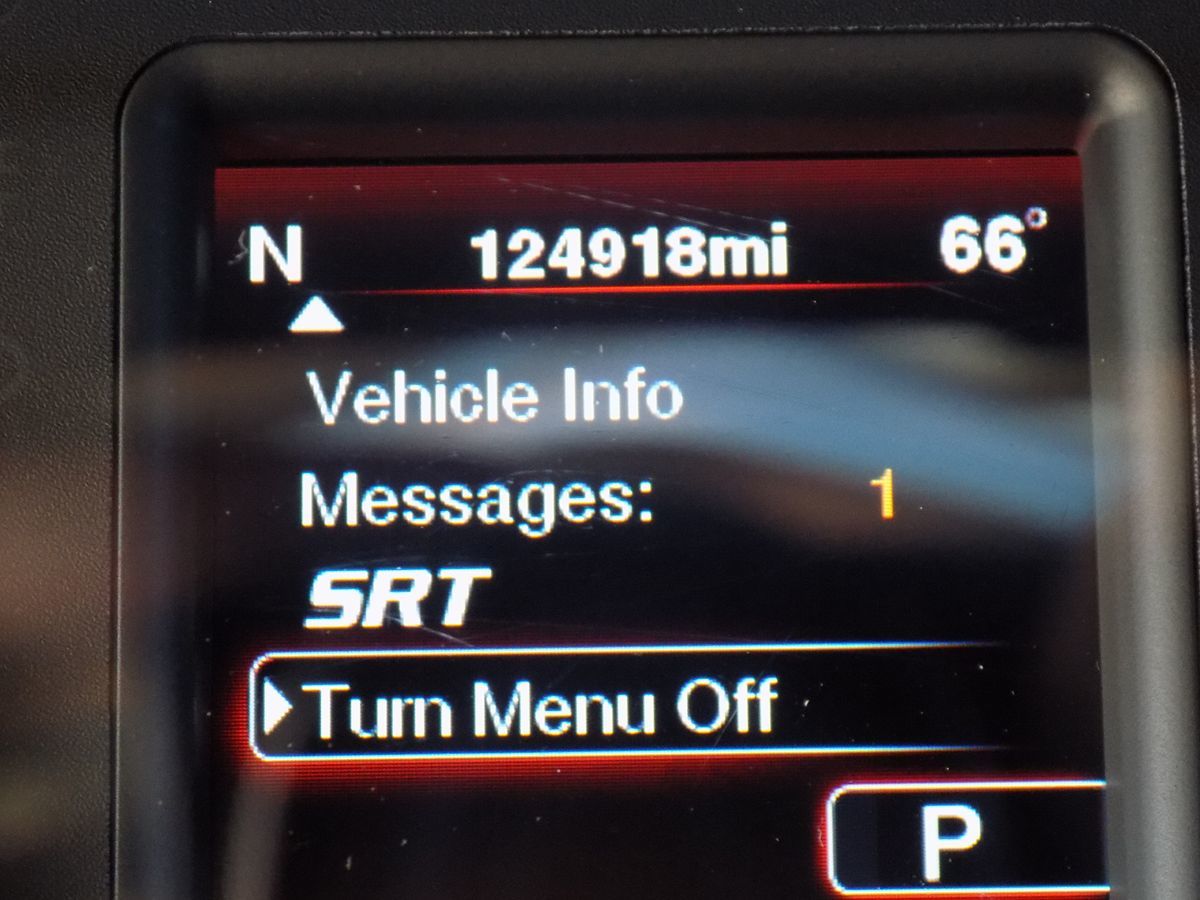 N 124918mi 66°
Vehicle Info
Messages: 1
SRT
Turn Menu Off
P